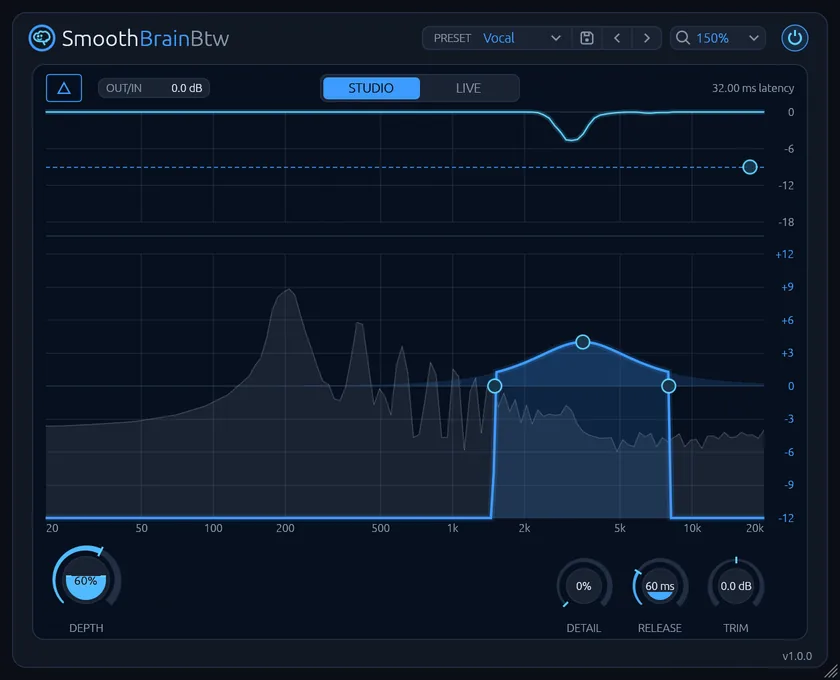 SmoothBrainBtw PRESET Vocal 150%
OUT/IN 0.0 dB STUDIO LIVE 32.00 ms latency
0
-6
-12
-18
+12
+9
+6
+3
0
-3
-6
-9
-12
20 50 100 200 500 1k 2k 5k 10k 20k
60% 0% 60 ms 0.0 dB
DEPTH DETAIL RELEASE TRIM
v1.0.0